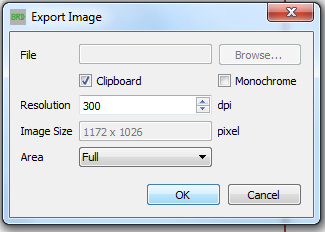 Export Image
File
Browse...
Clipboard
Monochrome
Resolution 300 dpi
Image Size 1172 x 1026 pixel
Area Full
OK Cancel